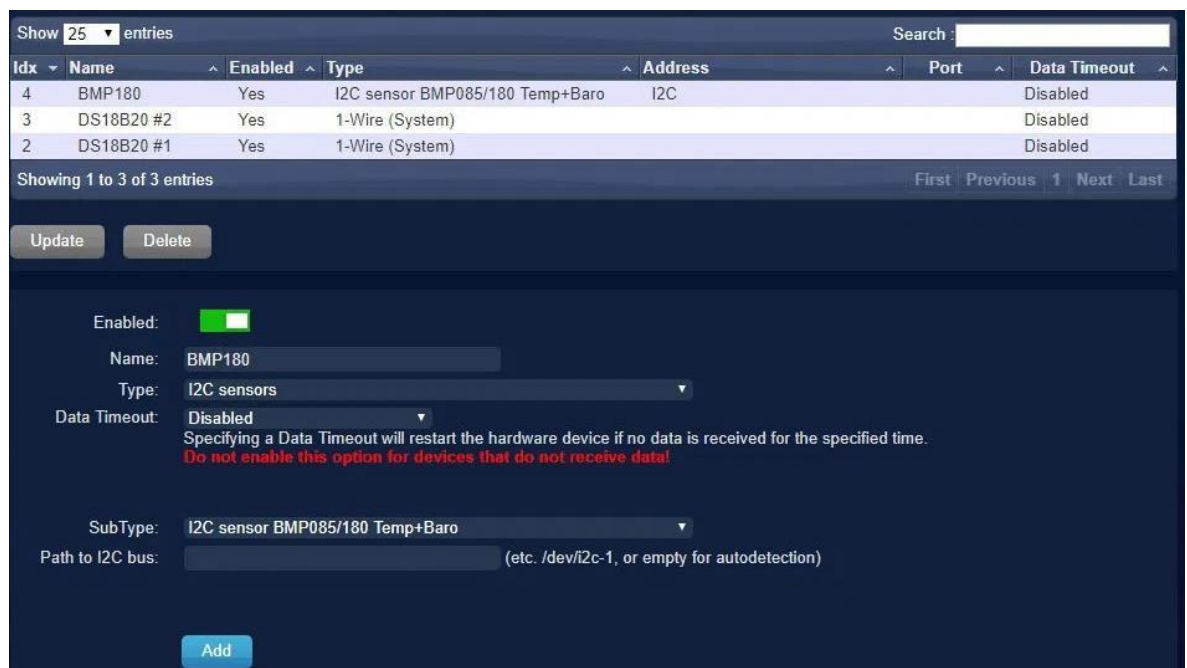 Show 25 entries Search :
Idx Name Enabled Type Address Port Data Timeout
4 BMP180 Yes I2C sensor BMP085/180 Temp+Baro I2C Disabled
3 DS18B20 #2 Yes 1-Wire (System) Disabled
2 DS18B20 #1 Yes 1-Wire (System) Disabled
Showing 1 to 3 of 3 entries First Previous 1 Next Last
Update Delete
Enabled:
Name: BMP180
Type: I2C sensors
Data Timeout: Disabled
Specifying a Data Timeout will restart the hardware device if no data is received for the specified time.
Do not enable this option for devices that do not receive data!
SubType: I2C sensor BMP085/180 Temp+Baro
Path to I2C bus: (etc. /dev/i2c-1, or empty for autodetection)
Add